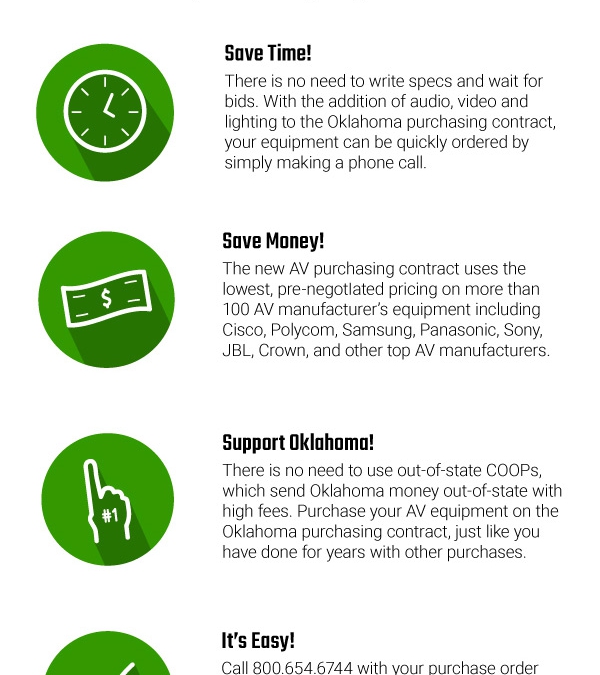 Save Time!
There is no need to write specs and wait for
bids. With the addition of audio, video and
lighting to the Oklahoma purchasing contract,
your equipment can be quickly ordered by
simply making a phone call.
Save Money!
The new AV purchasing contract uses the
lowest, pre-negotIated pricing on more than
100 AV manufacturer's equipment including
Cisco, Polycom, Samsung, Panasonic, Sony,
JBL, Crown, and other top AV manufacturers.
$
Support Oklahoma!
There is no need to use out-of-state COOPs,
which send Oklahoma money out-of-state with
high fees. Purchase your AV equipment on the
Oklahoma purchasing contract, just like you
have done for years with other purchases.
#1
It's Easy!
Call 800.654.6744 with your purchase order